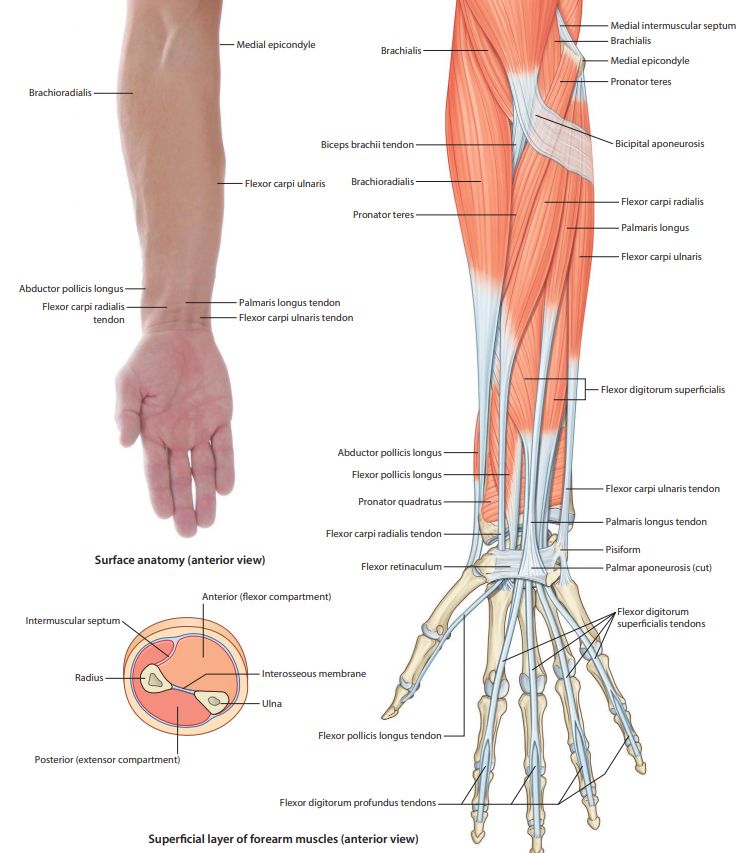 Medial epicondyle
Brachioradialis
Flexor carpi ulnaris
Abductor pollicis longus
Flexor carpi radialis
tendon
Palmaris longus tendon
Flexor carpi ulnaris tendon
Surface anatomy (anterior view)
Anterior (flexor compartment)
Intermuscular septum
Radius
Interosseous membrane
Ulna
Posterior (extensor compartment)
Medial intermuscular septum
Brachialis
Brachialis
Medial epicondyle
Pronator teres
Biceps brachii tendon
Bicipital aponeurosis
Brachioradialis
Flexor carpi radialis
Pronator teres
Palmaris longus
Flexor carpi ulnaris
Flexor digitorum superficialis
Abductor pollicis longus
Flexor pollicis longus
Flexor carpi ulnaris tendon
Pronator quadratus
Palmaris longus tendon
Flexor carpi radialis tendon
Pisiform
Flexor retinaculum
Palmar aponeurosis (cut)
Flexor digitorum
superficialis tendons
Flexor pollicis longus tendon
Flexor digitorum profundus tendons
Superficial layer of forearm muscles (anterior view)